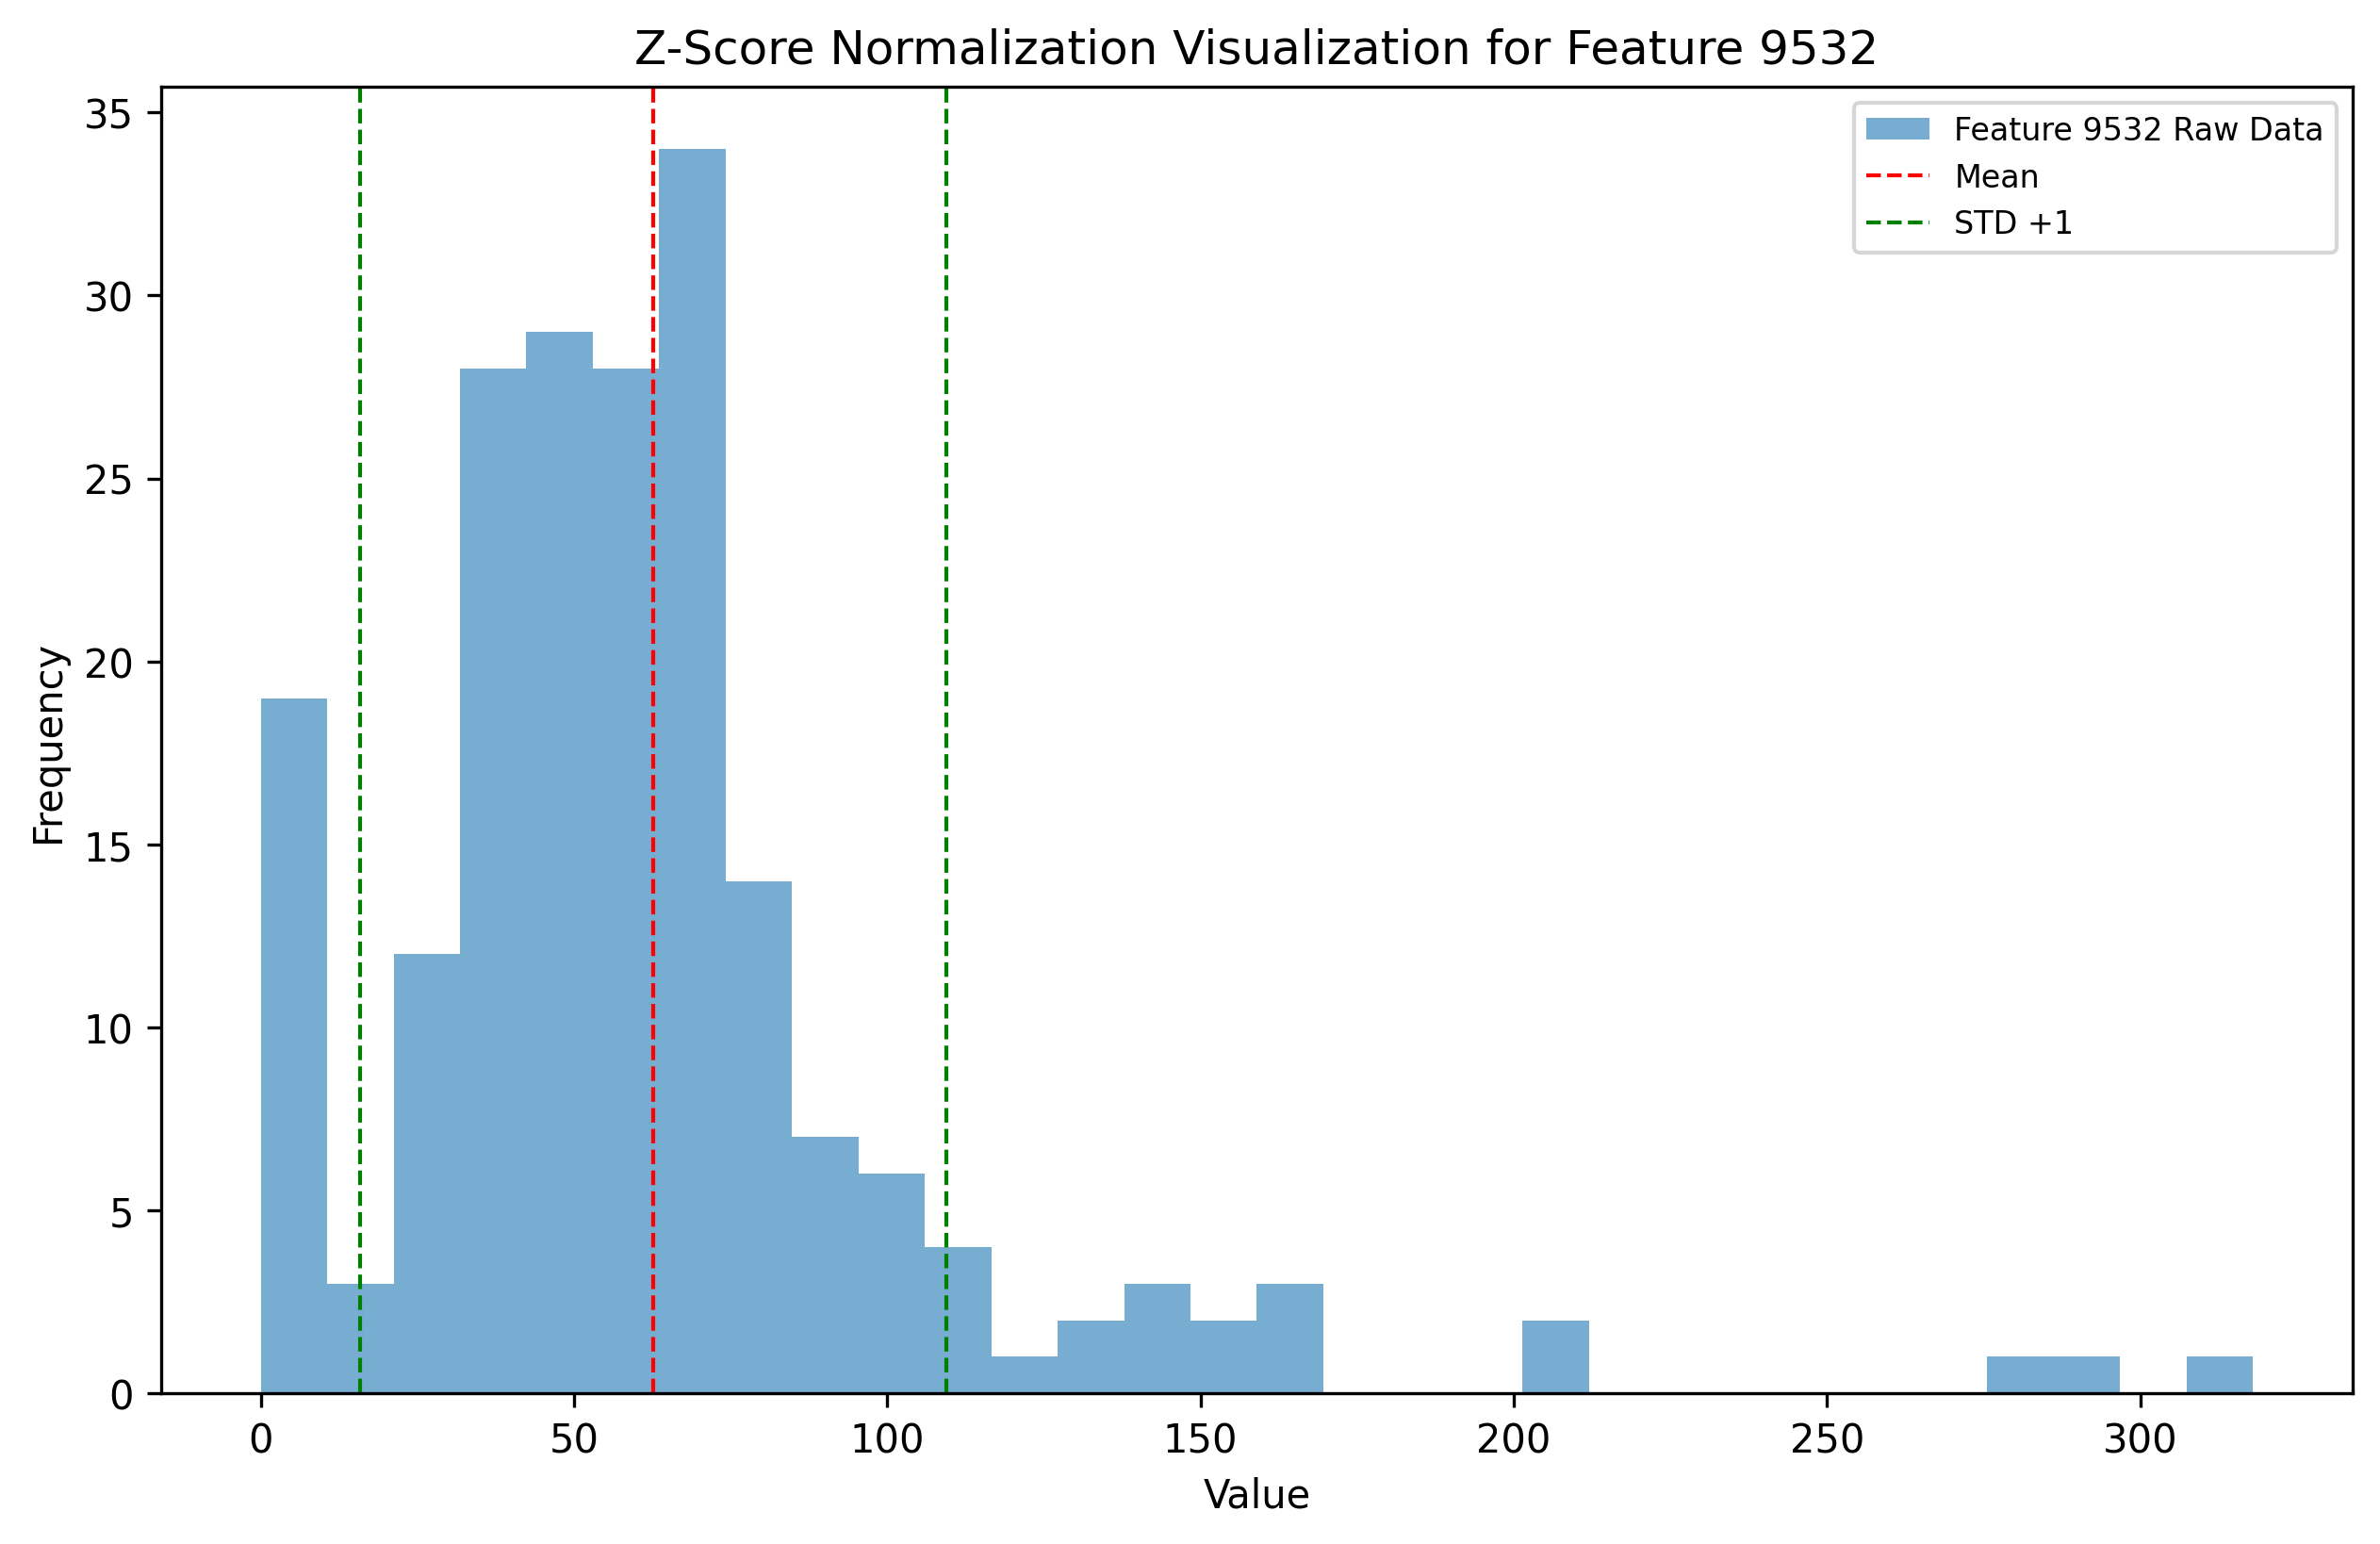 Z-Score Normalization Visualization for Feature 9532
Feature 9532 Raw Data
Mean
STD +1
Frequency
35
30
25
20
15
10
5
0
0 50 100 150 200 250 300
Value